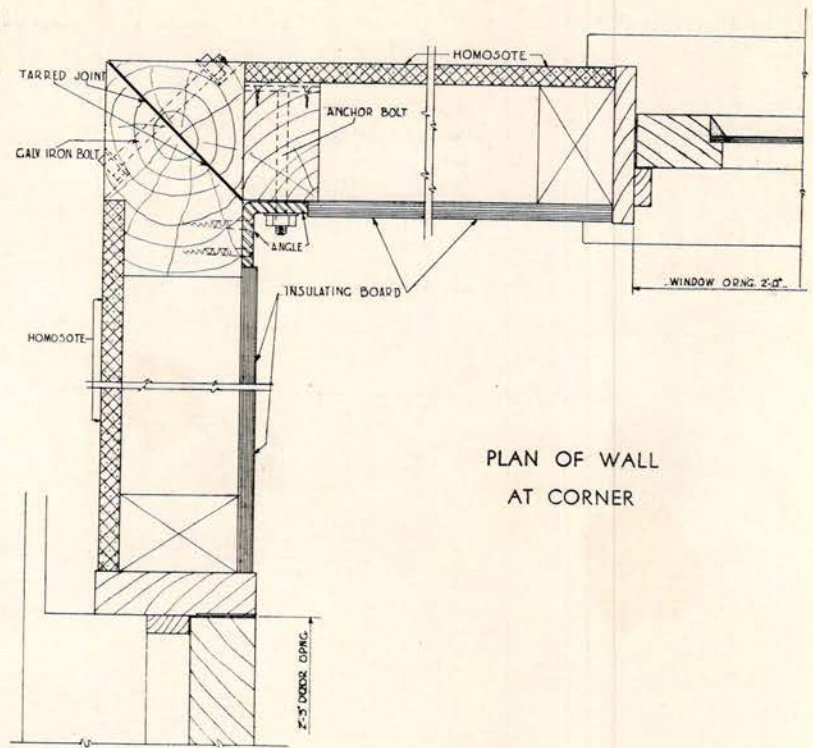 HOMOSOTE
TARRED JOINT
ANCHOR BOLT
GALV IRON BOLT
ANGLE
WINDOW OPNG. 2'-0"
INSULATING BOARD
HOMOSOTE
PLAN OF WALL
AT CORNER
2'-5" DOOR OPNG.